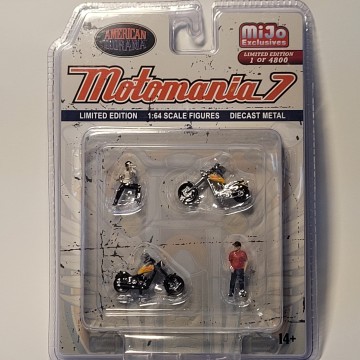 AMERICAN
DIORAMA
MiJo
Exclusives
LIMITED EDITION
1 OF 4800
Motomania 7
LIMITED EDITION 1:64 SCALE FIGURES DIECAST METAL
14+